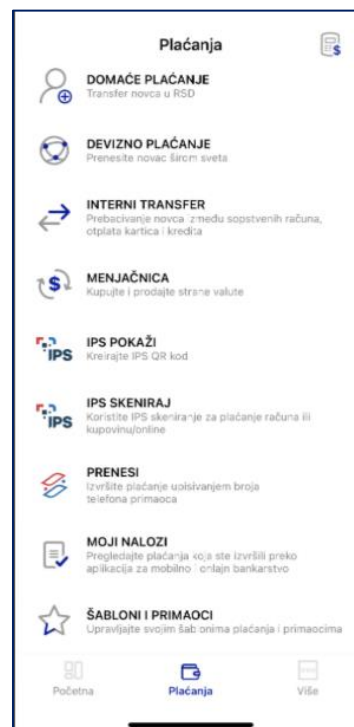 Plaćanja
$
DOMAĆE PLAĆANJE
Transfer novca u RSD
DEVIZNO PLAĆANJE
Prenesite novac širom sveta
INTERNI TRANSFER
Prebacivanje novca između sopstvenih računa,
otplata kartica i kredita
$
MENJAČNICA
Kupujte i prodajte strane valute
IPS
IPS POKAŽI
Kreirajte IPS QR kod
IPS
IPS SKENIRAJ
Koristite IPS skeniranje za plaćanje računa ili
kupovinu/online
PRENESI
Izvršite plaćanje upisivanjem broja
telefona primaoca
MOJI NALOZI
Pregledajte plaćanja koja ste izvršili preko
aplikacija za mobilno i onlajn bankarstvo
ŠABLONI I PRIMAOCI
Upravljajte svojim šablonima plaćanja i primaocima
Početna
Plaćanja
Više